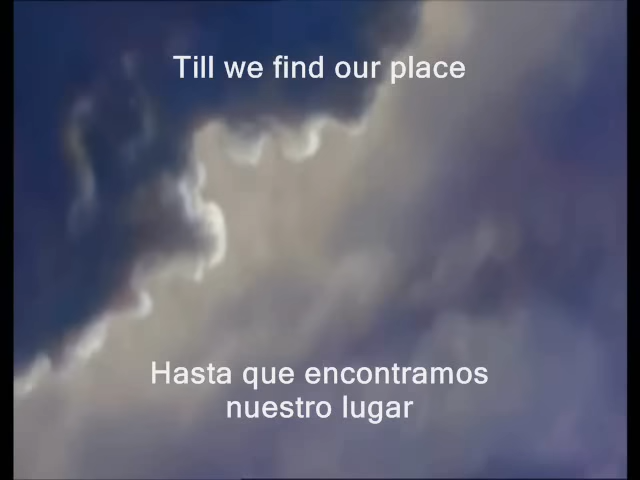 Till we find our place
Hasta que encontramos
nuestro lugar